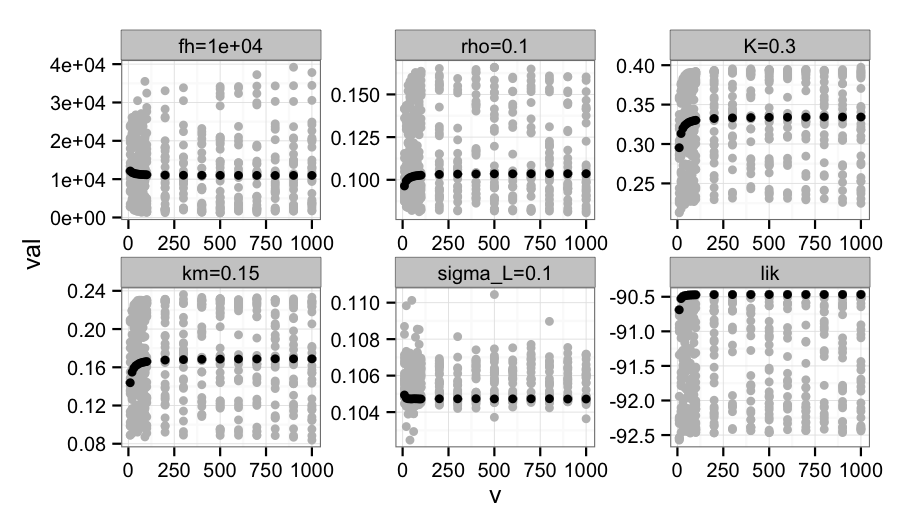 fh=1e+04 rho=0.1 K=0.3
4e+04
3e+04
2e+04
1e+04
0e+00
0.150
0.125
0.100
0.40
0.35
0.30
0.25
0 250 500 750 1000 0 250 500 750 1000 0 250 500 750 1000
val
km=0.15 sigma_L=0.1 lik
0.24
0.20
0.16
0.12
0.08
0.110
0.108
0.106
0.104
-90.5
-91.0
-91.5
-92.0
-92.5
0 250 500 750 1000 0 250 500 750 1000 0 250 500 750 1000
v